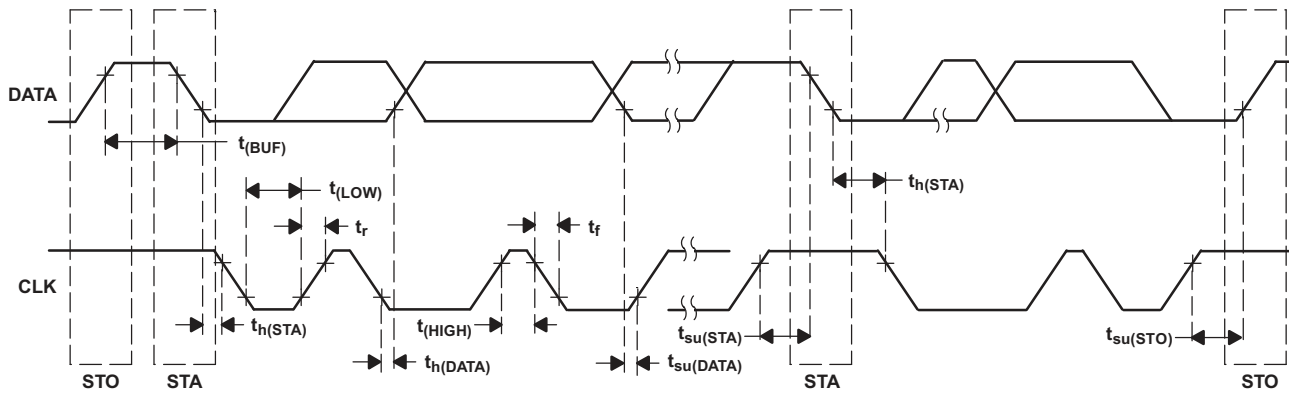 DATA
t(BUF)
t(LOW)
th(STA)
tr
tf
CLK
th(STA)
t(HIGH)
th(DATA)
tsu(DATA)
tsu(STA)
tsu(STO)
STO
STA
STA
STO